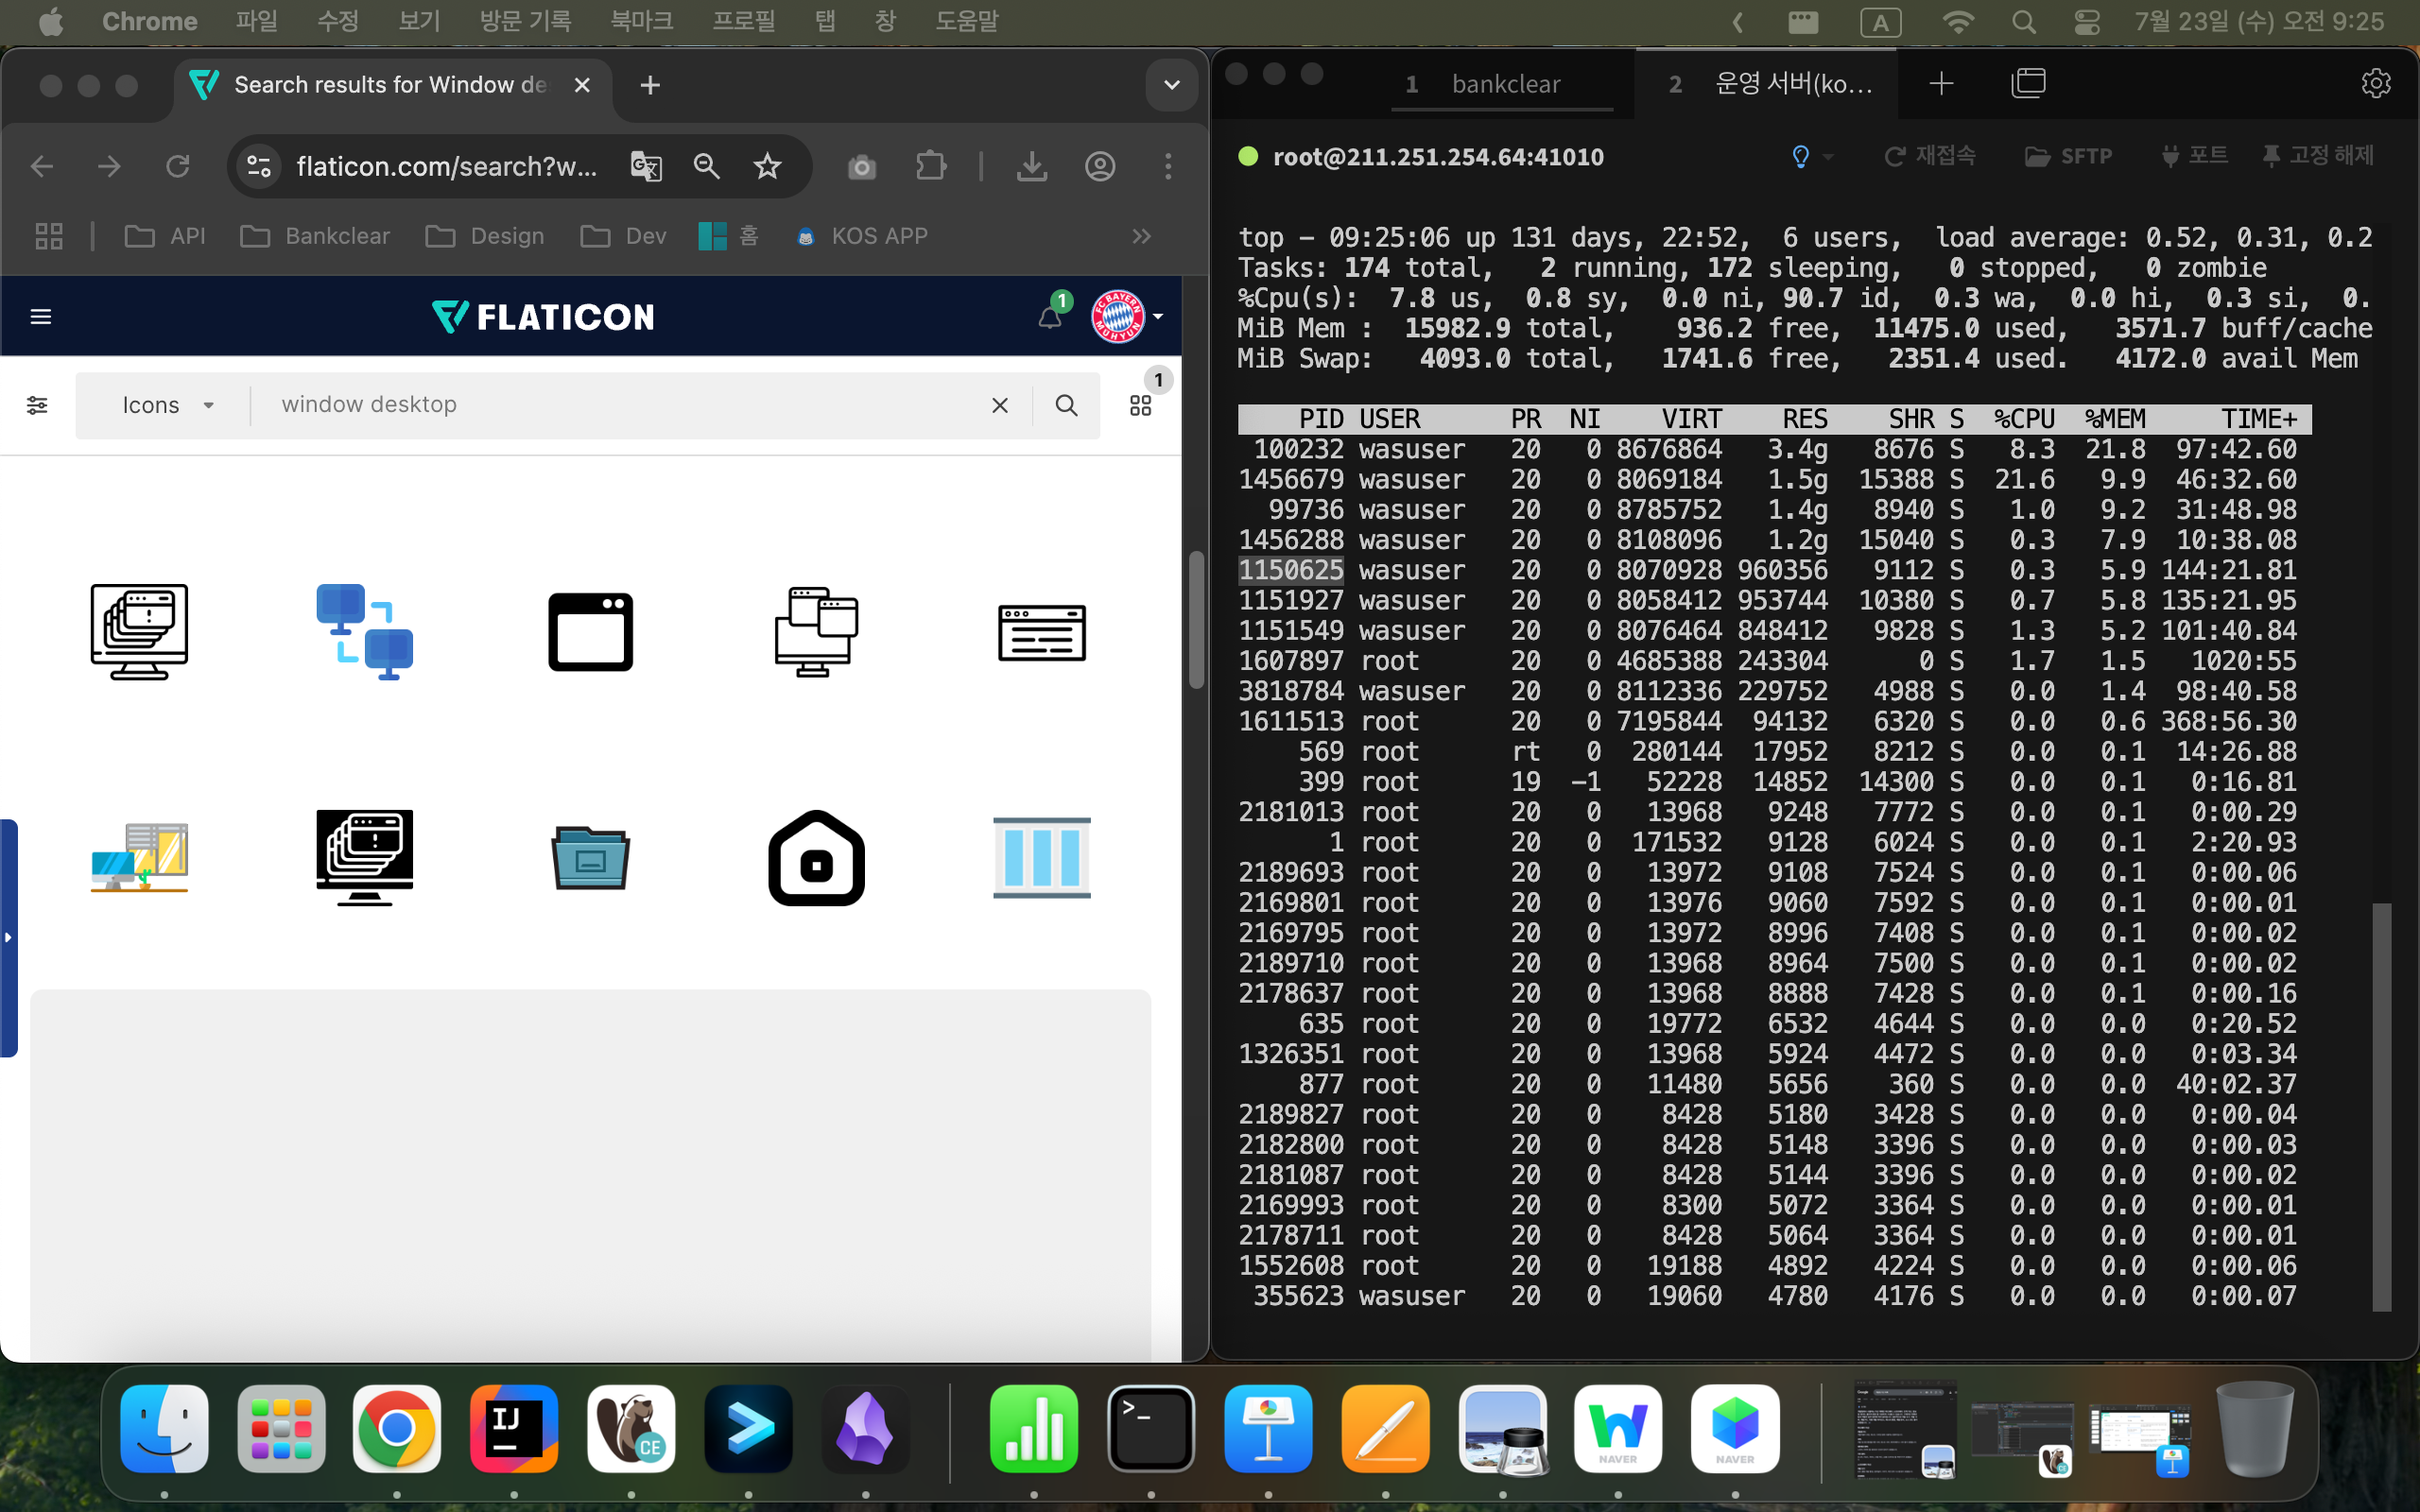 Chrome 파일 수정 보기 방문 기록 북마크 프로필 탭 창 도움말 A 7월 23일 (수) 오전 9:25
Search results for Window de
flaticon.com/search?w...
API Bankclear Design Dev 홈 KOS APP
FLATICON 1
FC BAYERN
Icons window desktop 1
1 bankclear 2 운영 서버(ko...
root@211.251.254.64:41010 재접속 SFTP 포트 고정 해제
top - 09:25:06 up 131 days, 22:52, 6 users, load average: 0.52, 0.31, 0.2
Tasks: 174 total, 2 running, 172 sleeping, 0 stopped, 0 zombie
%Cpu(s): 7.8 us, 0.8 sy, 0.0 ni, 90.7 id, 0.3 wa, 0.0 hi, 0.3 si, 0.
MiB Mem : 15982.9 total, 936.2 free, 11475.0 used, 3571.7 buff/cache
MiB Swap: 4093.0 total, 1741.6 free, 2351.4 used. 4172.0 avail Mem
PID USER PR NI VIRT RES SHR S %CPU %MEM TIME+
100232 wasuser 20 0 8676864 3.4g 8676 S 8.3 21.8 97:42.60
1456679 wasuser 20 0 8069184 1.5g 15388 S 21.6 9.9 46:32.60
99736 wasuser 20 0 8785752 1.4g 8940 S 1.0 9.2 31:48.98
1456288 wasuser 20 0 8108096 1.2g 15040 S 0.3 7.9 10:38.08
1150625 wasuser 20 0 8070928 960356 9112 S 0.3 5.9 144:21.81
1151927 wasuser 20 0 8058412 953744 10380 S 0.7 5.8 135:21.95
1151549 wasuser 20 0 8076464 848412 9828 S 1.3 5.2 101:40.84
1607897 root 20 0 4685388 243304 0 S 1.7 1.5 1020:55
3818784 wasuser 20 0 8112336 229752 4988 S 0.0 1.4 98:40.58
1611513 root 20 0 7195844 94132 6320 S 0.0 0.6 368:56.30
569 root rt 0 280144 17952 8212 S 0.0 0.1 14:26.88
399 root 19 -1 52228 14852 14300 S 0.0 0.1 0:16.81
2181013 root 20 0 13968 9248 7772 S 0.0 0.1 0:00.29
1 root 20 0 171532 9128 6024 S 0.0 0.1 2:20.93
2189693 root 20 0 13972 9108 7524 S 0.0 0.1 0:00.06
2169801 root 20 0 13976 9060 7592 S 0.0 0.1 0:00.01
2169795 root 20 0 13972 8996 7408 S 0.0 0.1 0:00.02
2189710 root 20 0 13968 8964 7500 S 0.0 0.1 0:00.02
2178637 root 20 0 13968 8888 7428 S 0.0 0.1 0:00.16
635 root 20 0 19772 6532 4644 S 0.0 0.0 0:20.52
1326351 root 20 0 13968 5924 4472 S 0.0 0.0 0:03.34
877 root 20 0 11480 5656 360 S 0.0 0.0 40:02.37
2189827 root 20 0 8428 5180 3428 S 0.0 0.0 0:00.04
2182800 root 20 0 8428 5148 3396 S 0.0 0.0 0:00.03
2181087 root 20 0 8428 5144 3396 S 0.0 0.0 0:00.02
2169993 root 20 0 8300 5072 3364 S 0.0 0.0 0:00.01
2178711 root 20 0 8428 5064 3364 S 0.0 0.0 0:00.01
1552608 root 20 0 19188 4892 4224 S 0.0 0.0 0:00.06
355623 wasuser 20 0 19060 4780 4176 S 0.0 0.0 0:00.07
IJ CE >_ NAVER NAVER CE